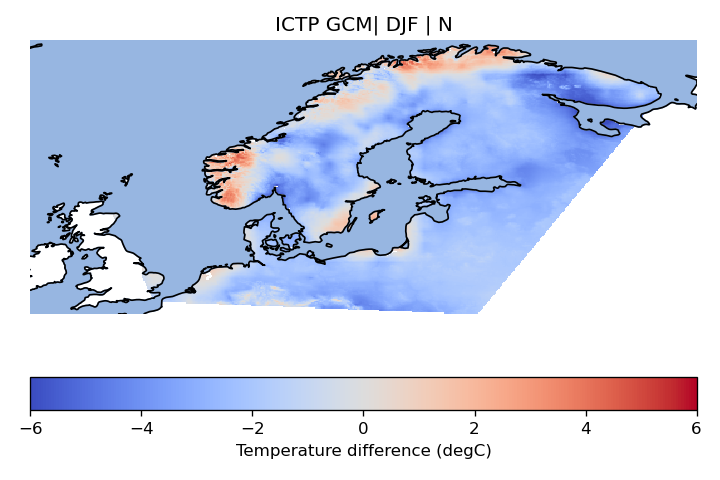 ICTP GCM| DJF | N
−6 −4 −2 0 2 4 6
Temperature difference (degC)